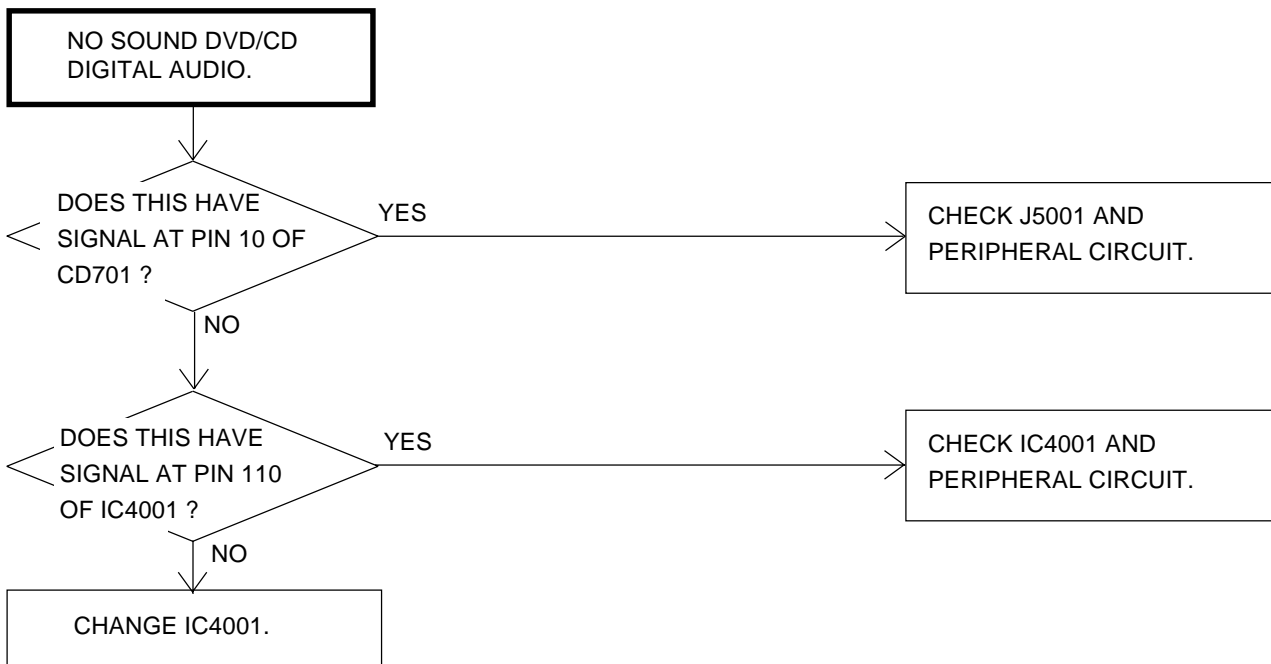 NO SOUND DVD/CD
DIGITAL AUDIO.
DOES THIS HAVE
SIGNAL AT PIN 10 OF
CD701 ?
YES
CHECK J5001 AND
PERIPHERAL CIRCUIT.
NO
DOES THIS HAVE
SIGNAL AT PIN 110
OF IC4001 ?
YES
CHECK IC4001 AND
PERIPHERAL CIRCUIT.
NO
CHANGE IC4001.